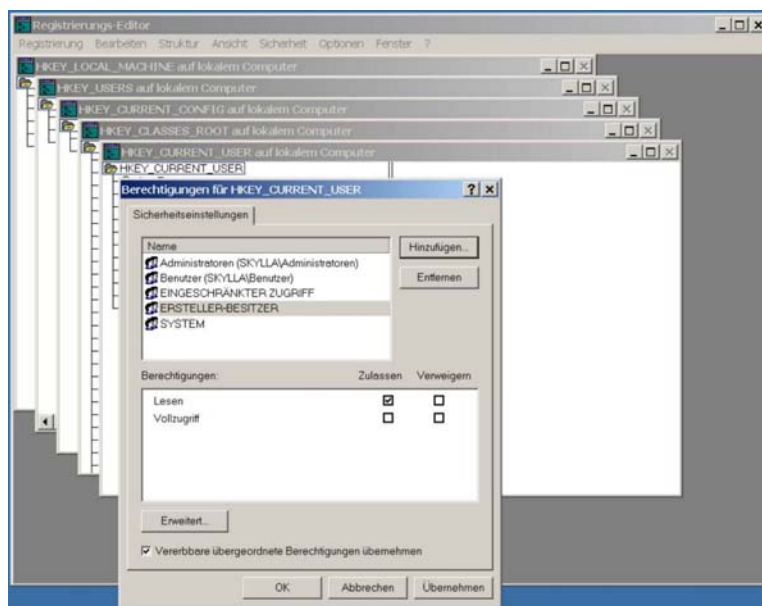 Registrierungs-Editor
Registrierung Bearbeiten Struktur Ansicht Sicherheit Optionen Fenster ?
HKEY_LOCAL_MACHINE auf lokalem Computer
HKEY_USERS auf lokalem Computer
HKEY_CURRENT_CONFIG auf lokalem Computer
HKEY_CLASSES_ROOT auf lokalem Computer
HKEY_CURRENT_USER auf lokalem Computer
HKEY_CURRENT_USER
Berechtigungen für HKEY_CURRENT_USER
Sicherheitseinstellungen
Name
Hinzufügen...
Administratoren (SKYLLA\Administratoren)
Benutzer (SKYLLA\Benutzer)
Entfernen
EINGESCHRÄNKTER ZUGRIFF
ERSTELLER-BESITZER
SYSTEM
Berechtigungen: Zulassen Verweigern
Lesen
Vollzugriff
Erweitert...
Vererbbare übergeordnete Berechtigungen übernehmen
OK Abbrechen Übernehmen